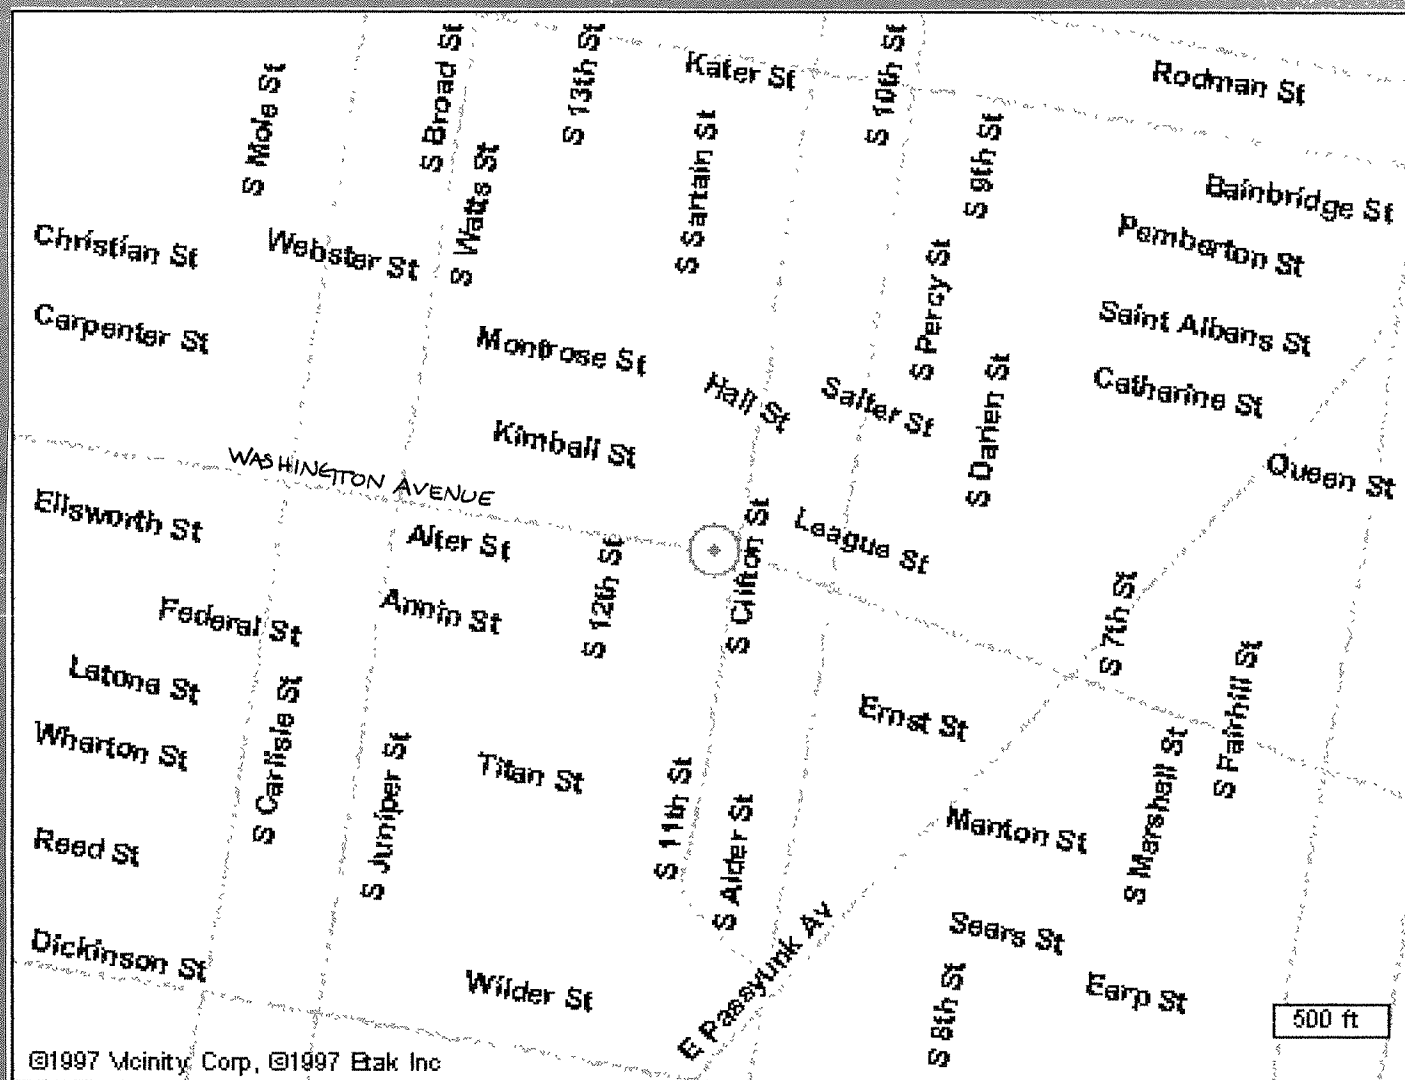 S Mole St
S Broad St
S 13th St
Kater St
S 10th St
Rodman St
S Watts St
S Sartain St
S 9th St
Bainbridge St
Christian St
Webster St
S Percy St
Pemberton St
Carpenter St
Montrose St
Hall St
Salter St
S Darien St
Saint Albans St
Catharine St
Kimball St
WASHINGTON AVENUE
Queen St
Ellsworth St
Alter St
S 12th St
S Clifton St
League St
Federal St
Annin St
S 7th St
Latona St
S Carlisle St
Ernst St
S Fairhill St
Wharton St
S Juniper St
Titan St
S 11th St
S Alder St
Manton St
S Marshall St
Reed St
Sears St
Dickinson St
Wilder St
E Passyunk Av
S 8th St
Earp St
500 ft
©1997 Vicinity Corp, ©1997 Etak Inc